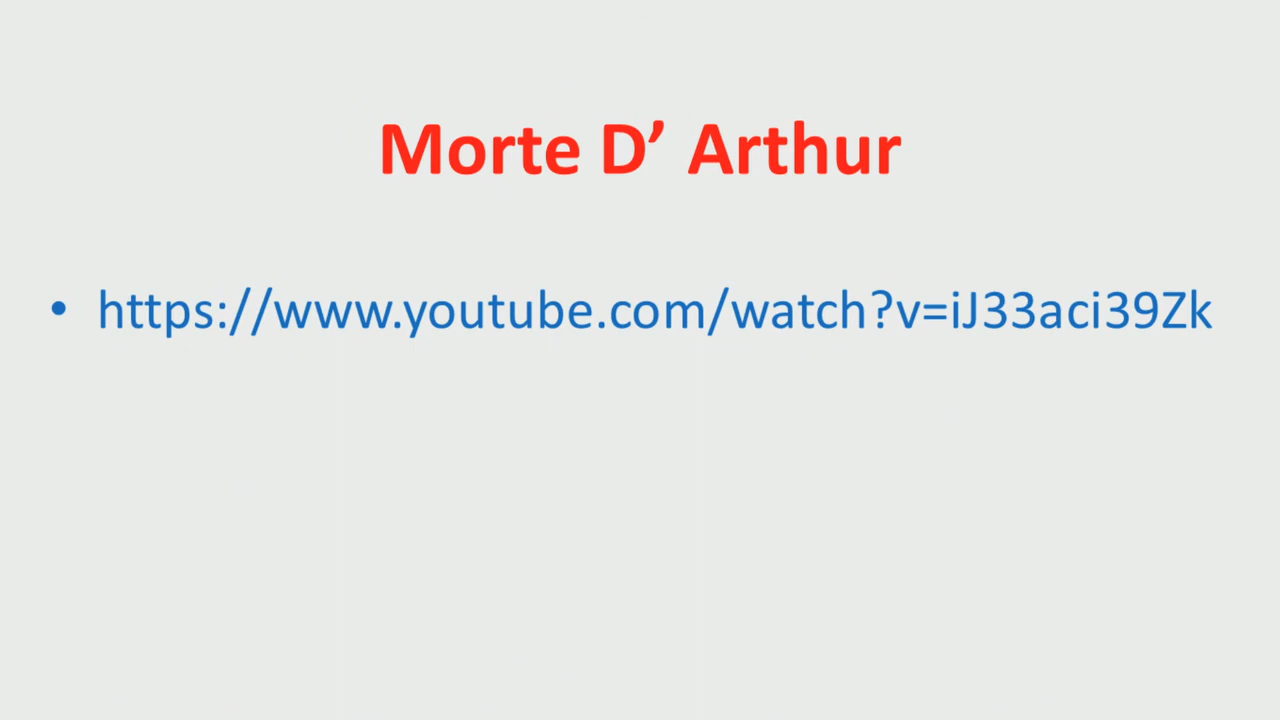 Morte D’ Arthur
• https://www.youtube.com/watch?v=iJ33aci39Zk